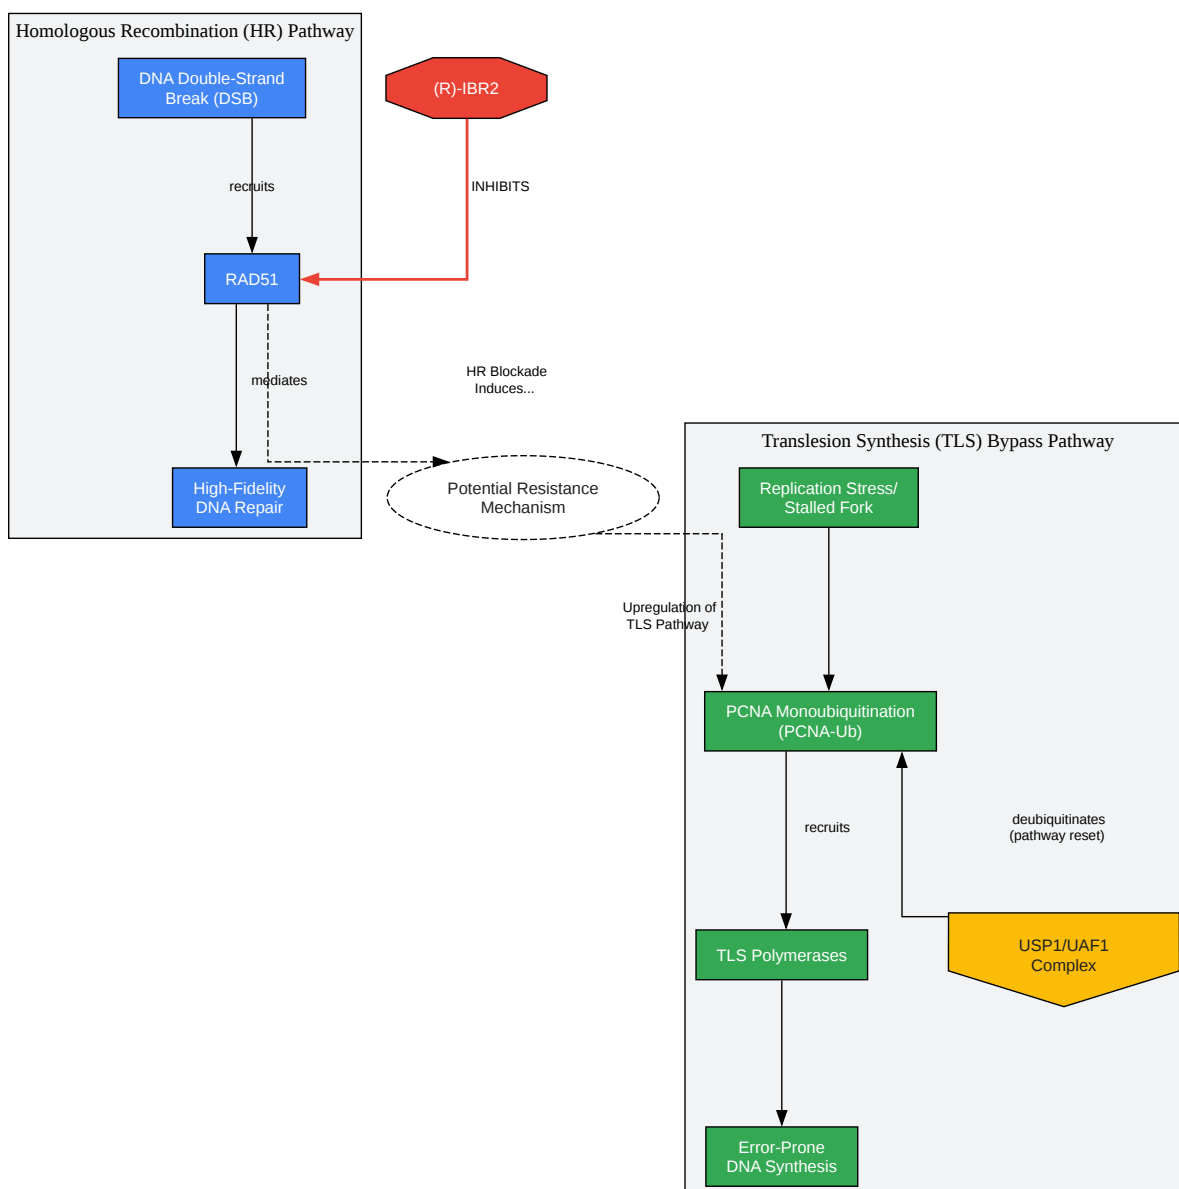 Homologous Recombination (HR) Pathway
DNA Double-Strand
Break (DSB)
(R)-IBR2
recruits
INHIBITS
RAD51
mediates
HR Blockade
Induces...
High-Fidelity
DNA Repair
Potential Resistance
Mechanism
Translesion Synthesis (TLS) Bypass Pathway
Replication Stress/
Stalled Fork
Upregulation of
TLS Pathway
PCNA Monoubiquitination
(PCNA-Ub)
recruits
deubiquitinates
(pathway reset)
TLS Polymerases
USP1/UAF1
Complex
Error-Prone
DNA Synthesis